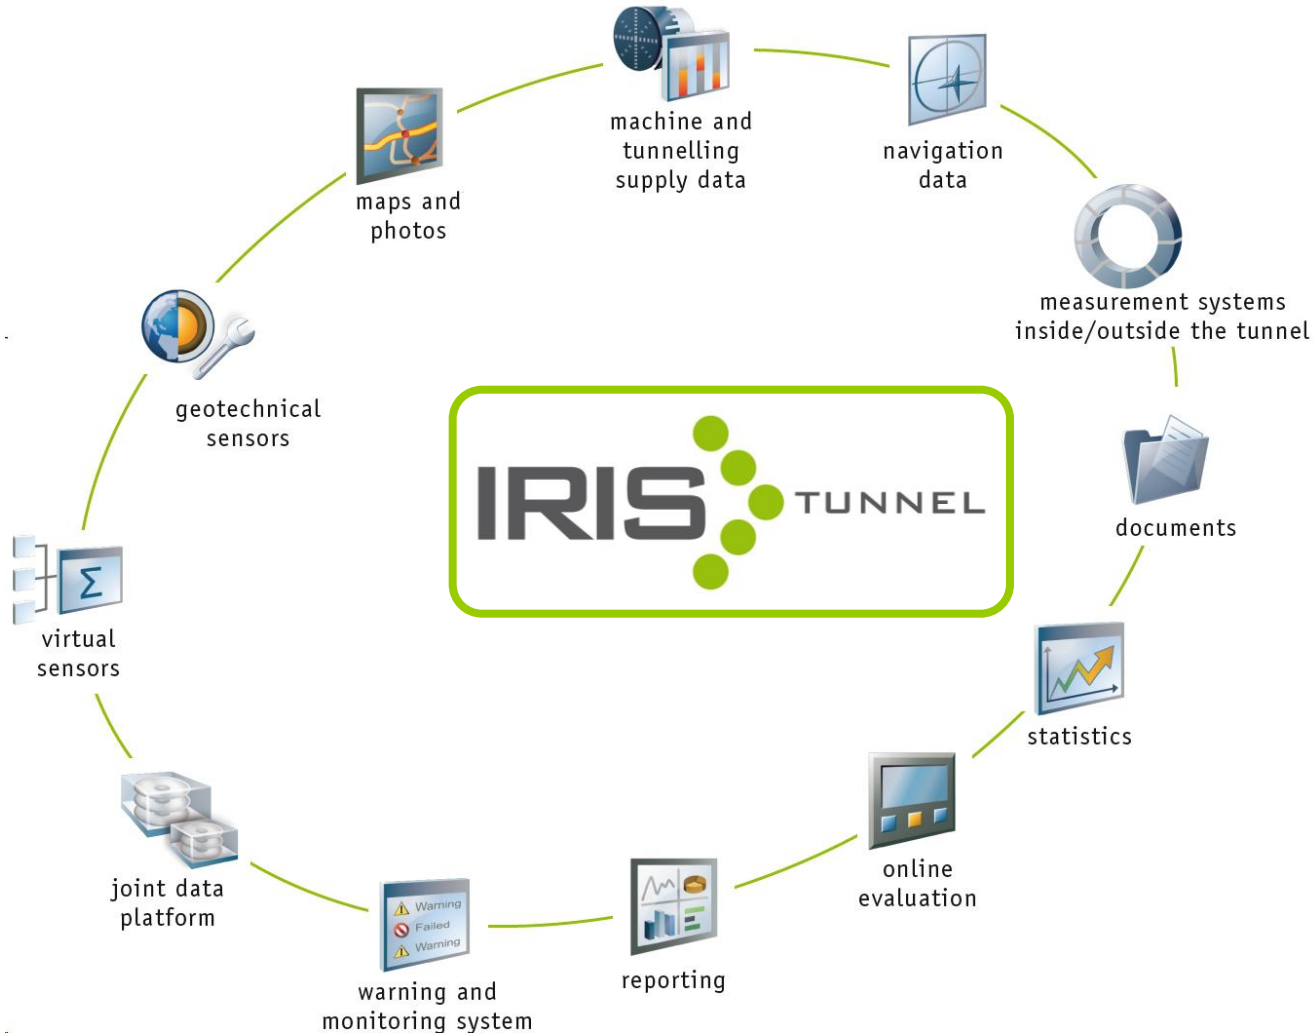 machine and
tunnelling
supply data
navigation
data
measurement systems
inside/outside the tunnel
documents
statistics
online
evaluation
reporting
Warning
Failed
Warning
warning and
monitoring system
joint data
platform
Σ
virtual
sensors
geotechnical
sensors
maps and
photos
IRIS TUNNEL